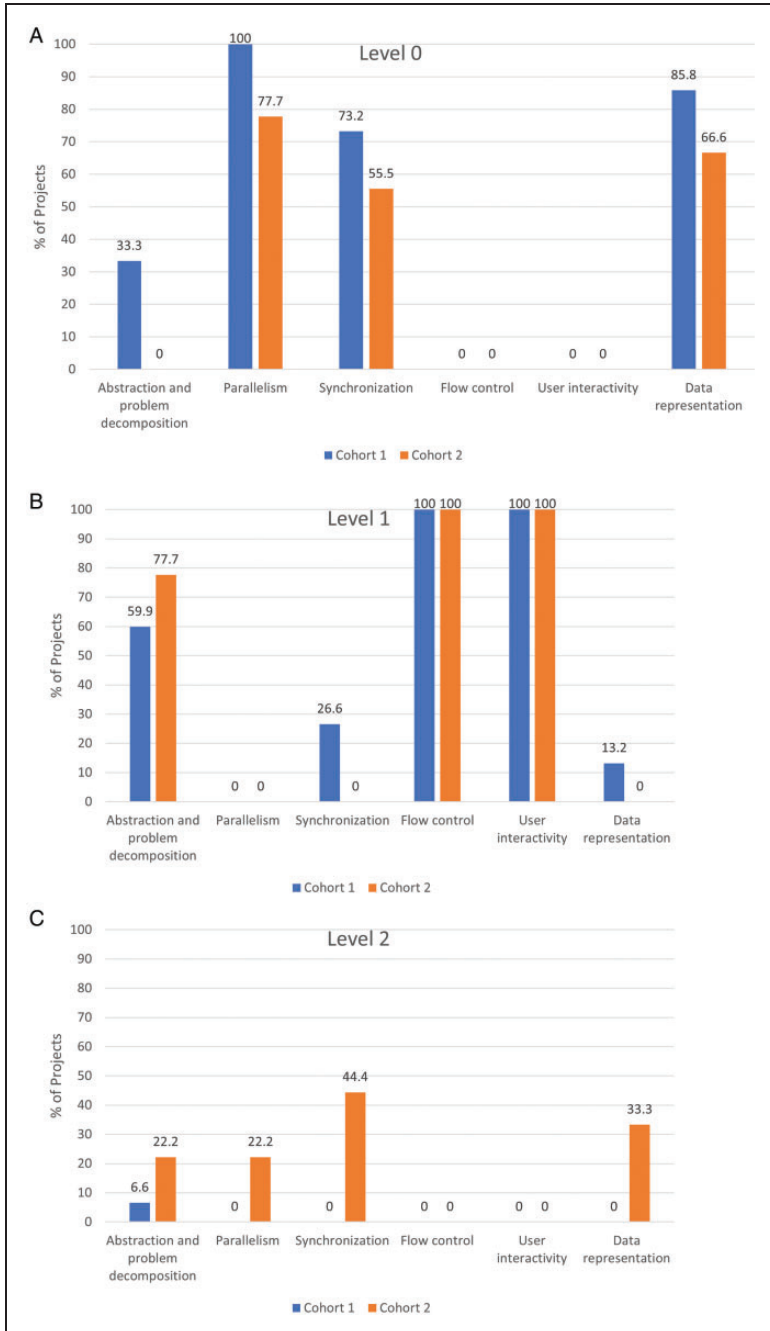 A
Level 0
% of Projects
100
90
80
70
60
50
40
30
20
10
0
33.3
0
100
77.7
73.2
55.5
0
0
0
0
85.8
66.6
Abstraction and
problem
decomposition
Parallelism
Synchronization
Flow control
User interactivity
Data
representation
Cohort 1
Cohort 2
B
Level 1
% of Projects
100
90
80
70
60
50
40
30
20
10
0
59.9
77.7
0
0
26.6
0
100
100
100
100
13.2
0
Abstraction and
problem
decomposition
Parallelism
Synchronization
Flow control
User
interactivity
Data
representation
Cohort 1
Cohort 2
C
Level 2
% of Projects
100
90
80
70
60
50
40
30
20
10
0
6.6
22.2
0
22.2
0
44.4
0
0
0
0
0
33.3
Abstraction and
problem
decomposition
Parallelism
Synchronization
Flow control
User
interactivity
Data
representation
Cohort 1
Cohort 2